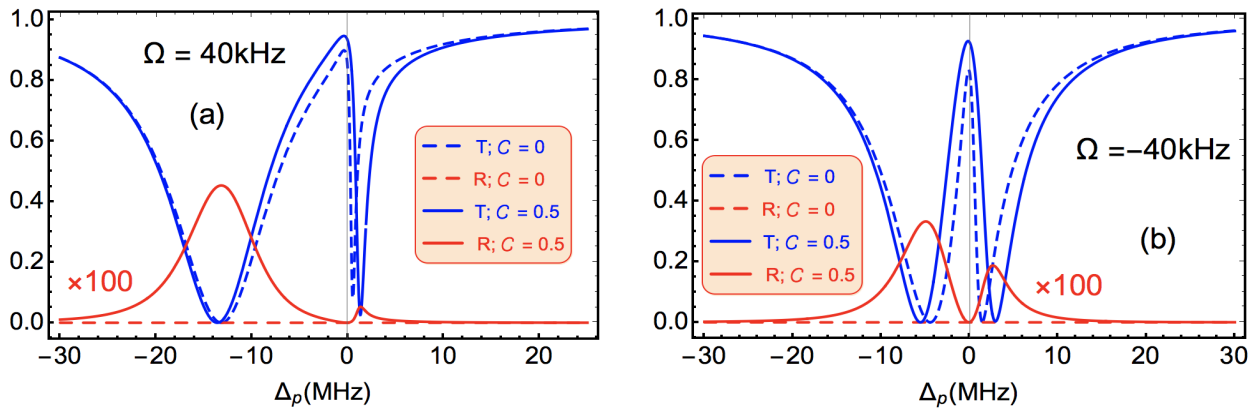 1.0
0.8
0.6
0.4
0.2
0.0
Ω = 40kHz
(a)
T; C = 0
R; C = 0
T; C = 0.5
R; C = 0.5
×100
−30 −20 −10 0 10 20
Δp(MHz)
1.0
0.8
0.6
0.4
0.2
0.0
Ω =−40kHz
(b)
T; C = 0
R; C = 0
T; C = 0.5
R; C = 0.5
×100
−30 −20 −10 0 10 20 30
Δp(MHz)